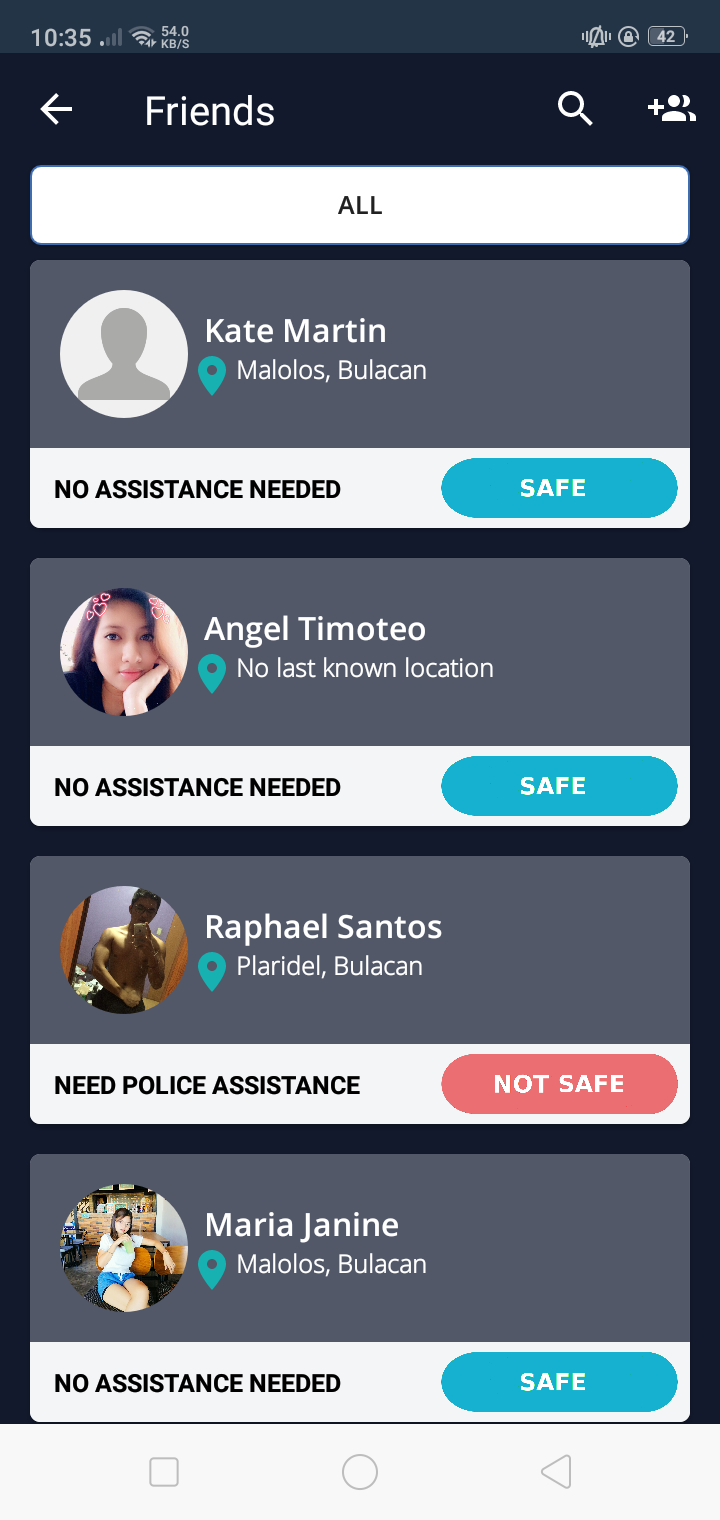 10:35 54.0 KB/S 42
Friends
ALL
Kate Martin
Malolos, Bulacan
NO ASSISTANCE NEEDED SAFE
Angel Timoteo
No last known location
NO ASSISTANCE NEEDED SAFE
Raphael Santos
Plaridel, Bulacan
NEED POLICE ASSISTANCE NOT SAFE
Maria Janine
Malolos, Bulacan
NO ASSISTANCE NEEDED SAFE